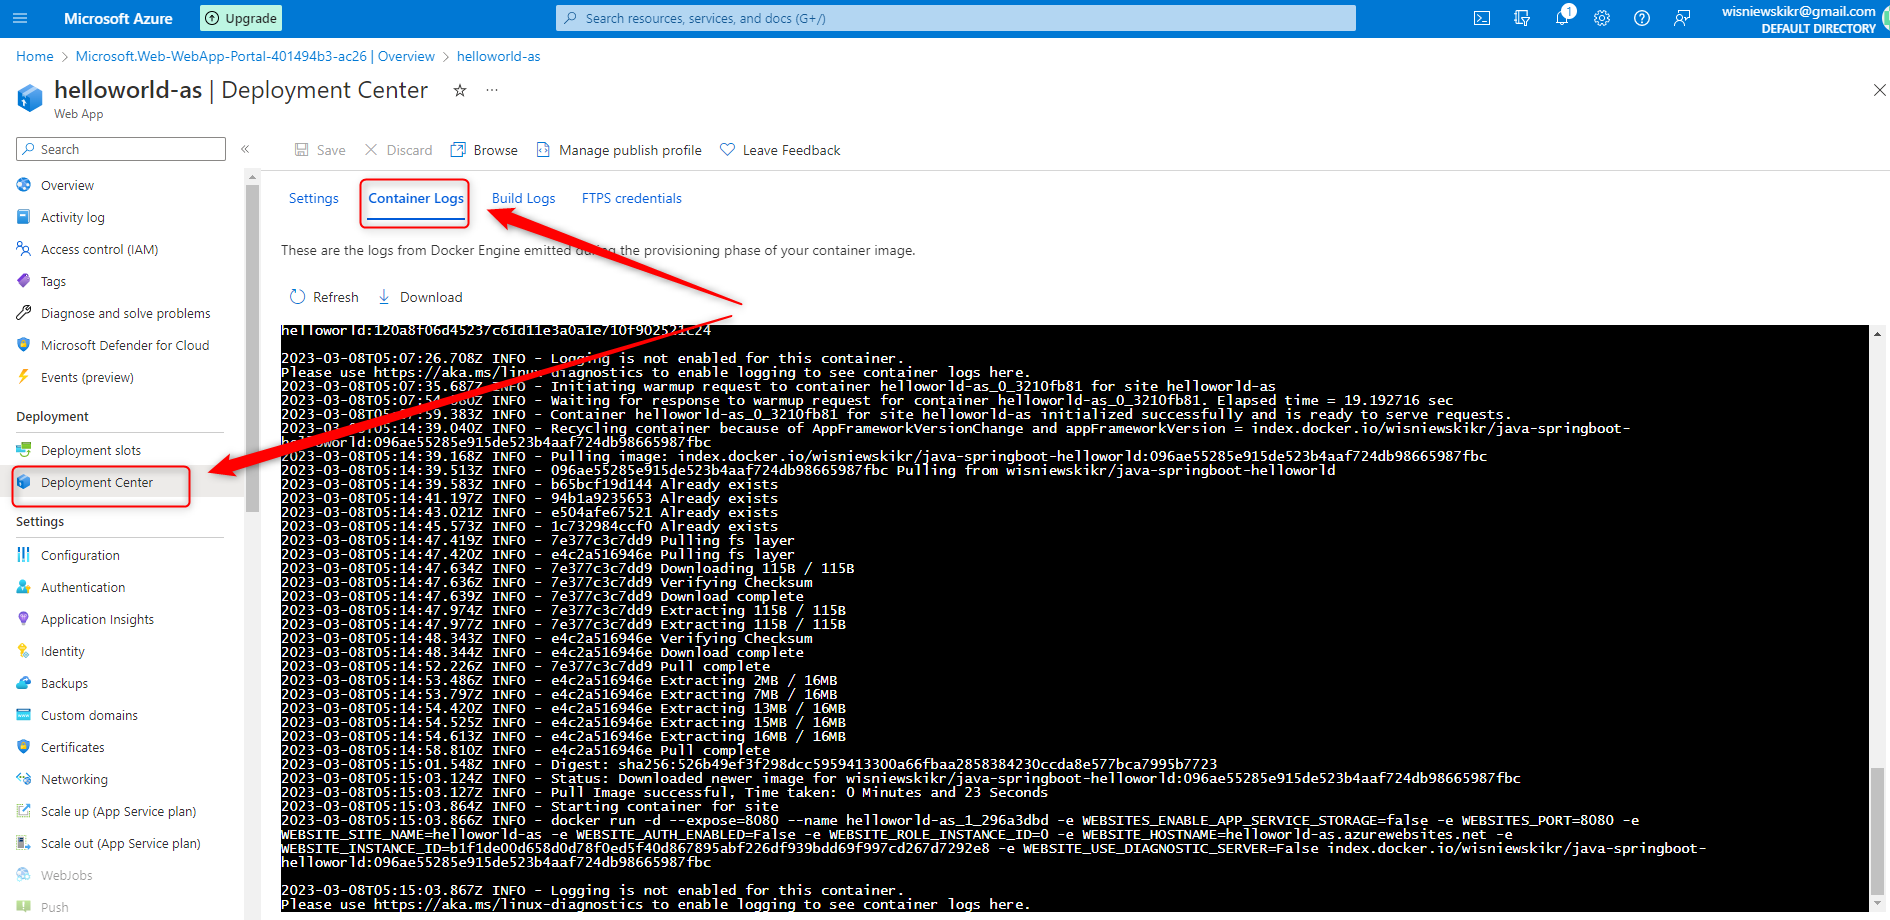 Microsoft Azure
Upgrade
Search resources, services, and docs (G+/)
1
wisniewskikr@gmail.com
DEFAULT DIRECTORY
Home > Microsoft.Web-WebApp-Portal-401494b3-ac26 | Overview > helloworld-as
helloworld-as | Deployment Center
Web App
Search
Save
Discard
Browse
Manage publish profile
Leave Feedback
Overview
Activity log
Access control (IAM)
Tags
Diagnose and solve problems
Microsoft Defender for Cloud
Events (preview)
Deployment
Deployment slots
Deployment Center
Settings
Configuration
Authentication
Application Insights
Identity
Backups
Custom domains
Certificates
Networking
Scale up (App Service plan)
Scale out (App Service plan)
WebJobs
Push
Settings
Container Logs
Build Logs
FTPS credentials
These are the logs from Docker Engine emitted during the provisioning phase of your container image.
Refresh
Download
helloworld:120a8f06d45237c61d11e3a0a1e710f902521c24
2023-03-08T05:07:26.708Z INFO - Logging is not enabled for this container.
Please use https://aka.ms/linux-diagnostics to enable logging to see container logs here.
2023-03-08T05:07:35.687Z INFO - Initiating warmup request to container helloworld-as_0_3210fb81 for site helloworld-as
INFO - Waiting for response to warmup request for container helloworld-as_0_3210fb81. Elapsed time = 19.192716 sec
INFO - Container helloworld-as_0_3210fb81 for site helloworld-as initialized successfully and is ready to serve requests.
2023-03-08T05:14:39.040Z INFO - Recycling container because of AppFrameworkVersionChange and appFrameworkVersion = index.docker.io/wisniewskikr/java-springboot-
helloworld:096ae55285e915de523b4aaf724db98665987fbc
2023-03-08T05:14:39.168Z INFO - Pulling image: index.docker.io/wisniewskikr/java-springboot-helloworld:096ae55285e915de523b4aaf724db98665987fbc
2023-03-08T05:14:39.513Z INFO - 096ae55285e915de523b4aaf724db98665987fbc Pulling from wisniewskikr/java-springboot-helloworld
2023-03-08T05:14:39.583Z INFO - b65bcf19d144 Already exists
2023-03-08T05:14:41.197Z INFO - 94b1a9235653 Already exists
2023-03-08T05:14:43.021Z INFO - e504afe67521 Already exists
2023-03-08T05:14:45.573Z INFO - 1c732984ccf0 Already exists
2023-03-08T05:14:47.419Z INFO - 7e377c3c7dd9 Pulling fs layer
2023-03-08T05:14:47.420Z INFO - e4c2a516946e Pulling fs layer
2023-03-08T05:14:47.634Z INFO - 7e377c3c7dd9 Downloading 115B / 115B
2023-03-08T05:14:47.636Z INFO - 7e377c3c7dd9 Verifying Checksum
2023-03-08T05:14:47.639Z INFO - 7e377c3c7dd9 Download complete
2023-03-08T05:14:47.974Z INFO - 7e377c3c7dd9 Extracting 115B / 115B
2023-03-08T05:14:47.977Z INFO - 7e377c3c7dd9 Extracting 115B / 115B
2023-03-08T05:14:48.343Z INFO - e4c2a516946e Verifying Checksum
2023-03-08T05:14:48.344Z INFO - e4c2a516946e Download complete
2023-03-08T05:14:52.226Z INFO - 7e377c3c7dd9 Pull complete
2023-03-08T05:14:53.486Z INFO - e4c2a516946e Extracting 2MB / 16MB
2023-03-08T05:14:53.797Z INFO - e4c2a516946e Extracting 7MB / 16MB
2023-03-08T05:14:54.420Z INFO - e4c2a516946e Extracting 13MB / 16MB
2023-03-08T05:14:54.525Z INFO - e4c2a516946e Extracting 15MB / 16MB
2023-03-08T05:14:54.613Z INFO - e4c2a516946e Extracting 16MB / 16MB
2023-03-08T05:14:58.810Z INFO - e4c2a516946e Pull complete
2023-03-08T05:15:01.548Z INFO - Digest: sha256:526b49ef3f298dcc5959413300a66fbaa2858384230ccda8e577bca7995b7723
2023-03-08T05:15:03.124Z INFO - Status: Downloaded newer image for wisniewskikr/java-springboot-helloworld:096ae55285e915de523b4aaf724db98665987fbc
2023-03-08T05:15:03.127Z INFO - Pull Image successful, Time taken: 0 Minutes and 23 Seconds
2023-03-08T05:15:03.864Z INFO - Starting container for site
2023-03-08T05:15:03.866Z INFO - docker run -d --expose=8080 --name helloworld-as_1_296a3dbd -e WEBSITES_ENABLE_APP_SERVICE_STORAGE=false -e WEBSITES_PORT=8080 -e
WEBSITE_SITE_NAME=helloworld-as -e WEBSITE_AUTH_ENABLED=False -e WEBSITE_ROLE_INSTANCE_ID=0 -e WEBSITE_HOSTNAME=helloworld-as.azurewebsites.net -e
WEBSITE_INSTANCE_ID=b1f1de00d658d0d78f0ed5f40d867895abf226df939bdd69f997cd267d7292e8 -e WEBSITE_USE_DIAGNOSTIC_SERVER=False index.docker.io/wisniewskikr/java-springboot-
helloworld:096ae55285e915de523b4aaf724db98665987fbc
2023-03-08T05:15:03.867Z INFO - Logging is not enabled for this container.
Please use https://aka.ms/linux-diagnostics to enable logging to see container logs here.